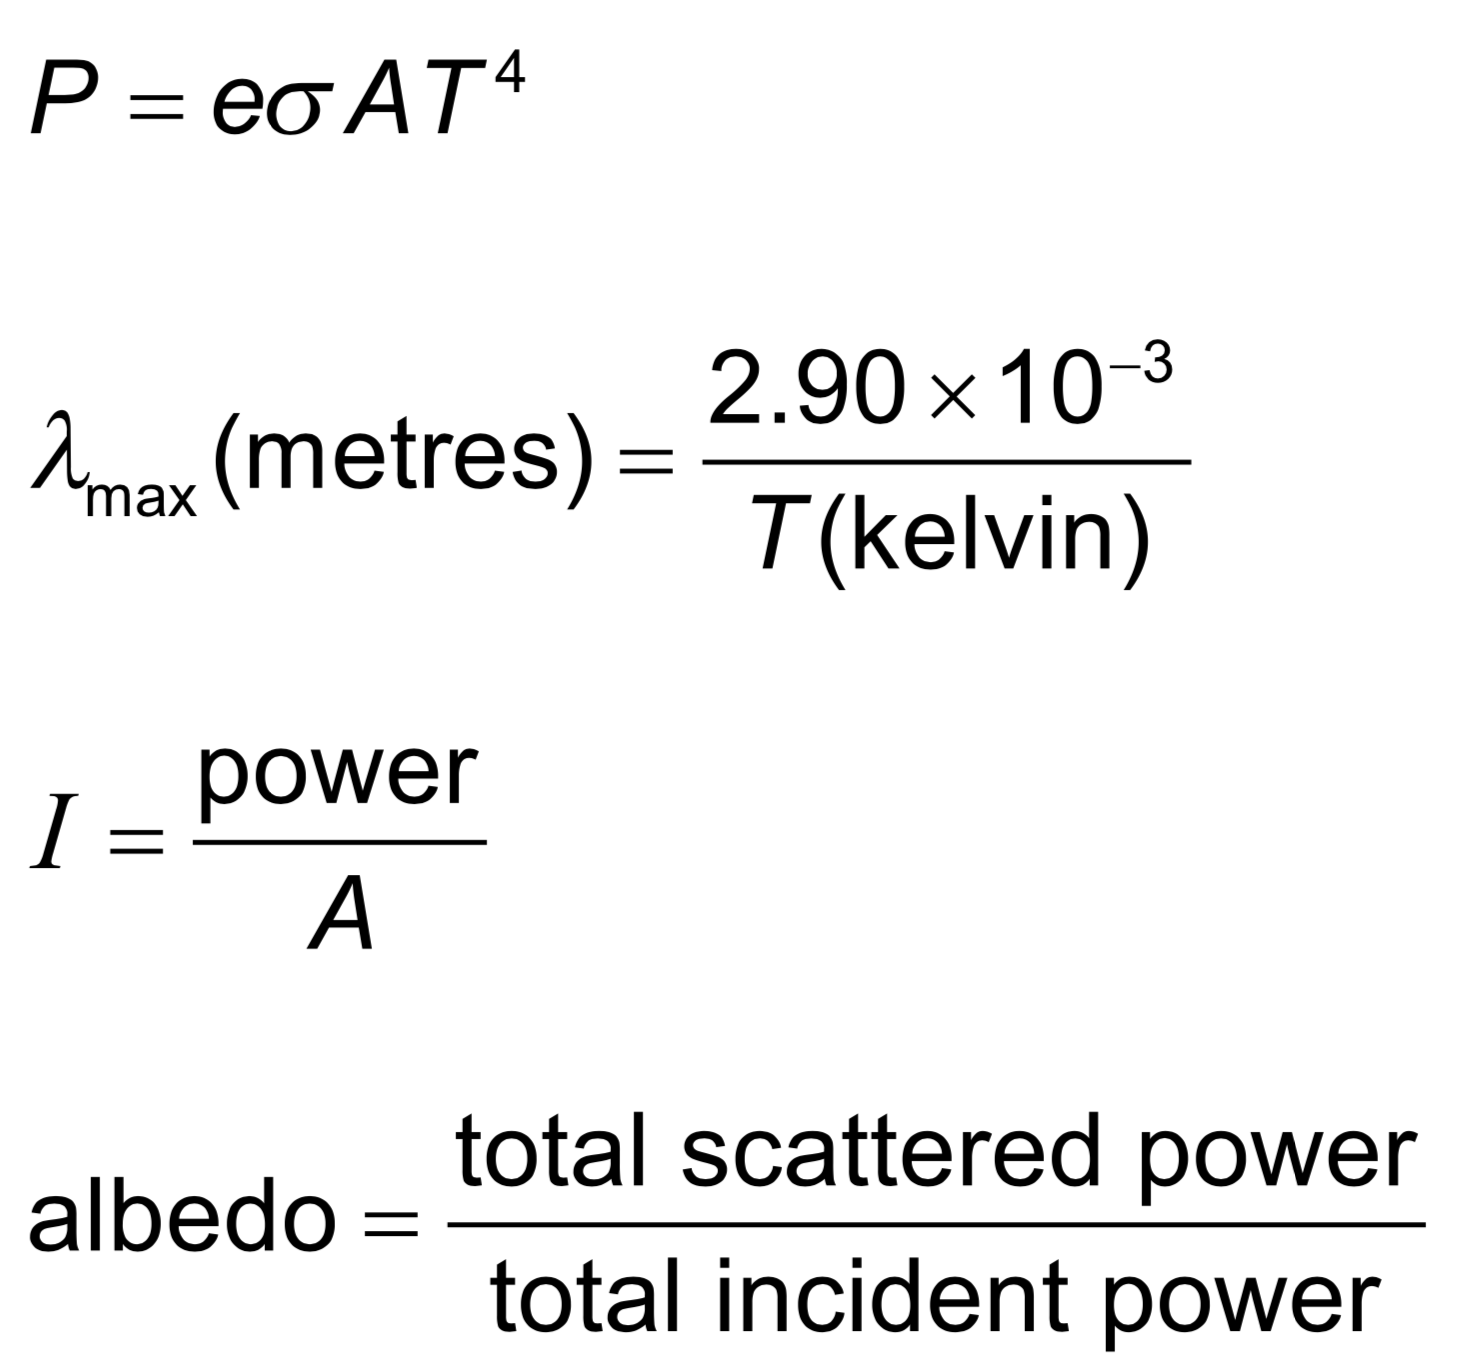 P = eσAT⁴
λmax (metres) = 2.90 × 10⁻³ / T(kelvin)
I = power / A
albedo = total scattered power / total incident power